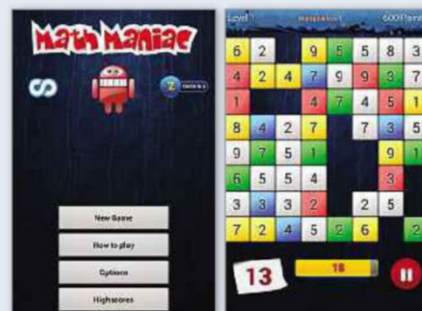 Math Maniac
New Game
How to play
Options
Highscores
Level 1 600 Points
6 2 9 5 5 8 3
4 2 4 7 9 9 3 7
1 4 7 4 5 1
8 4 2 7 7 3 5
9 7 5 1 9 1
6 5 5 4 3
3 3 3 2 2 5
7 2 4 5 2 6 2
13
18